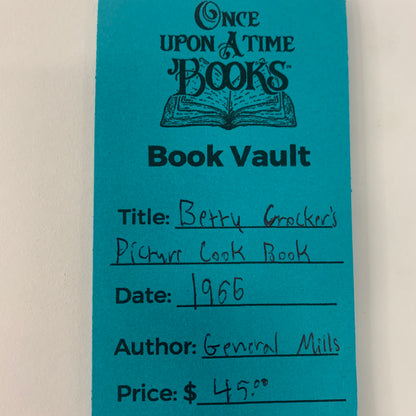 ONCE
UPON A TIME
BOOKS™
Book Vault
Title: Betty Crocker's
Picture Cook Book
Date: 1956
Author: General Mills
Price: $ 45.00